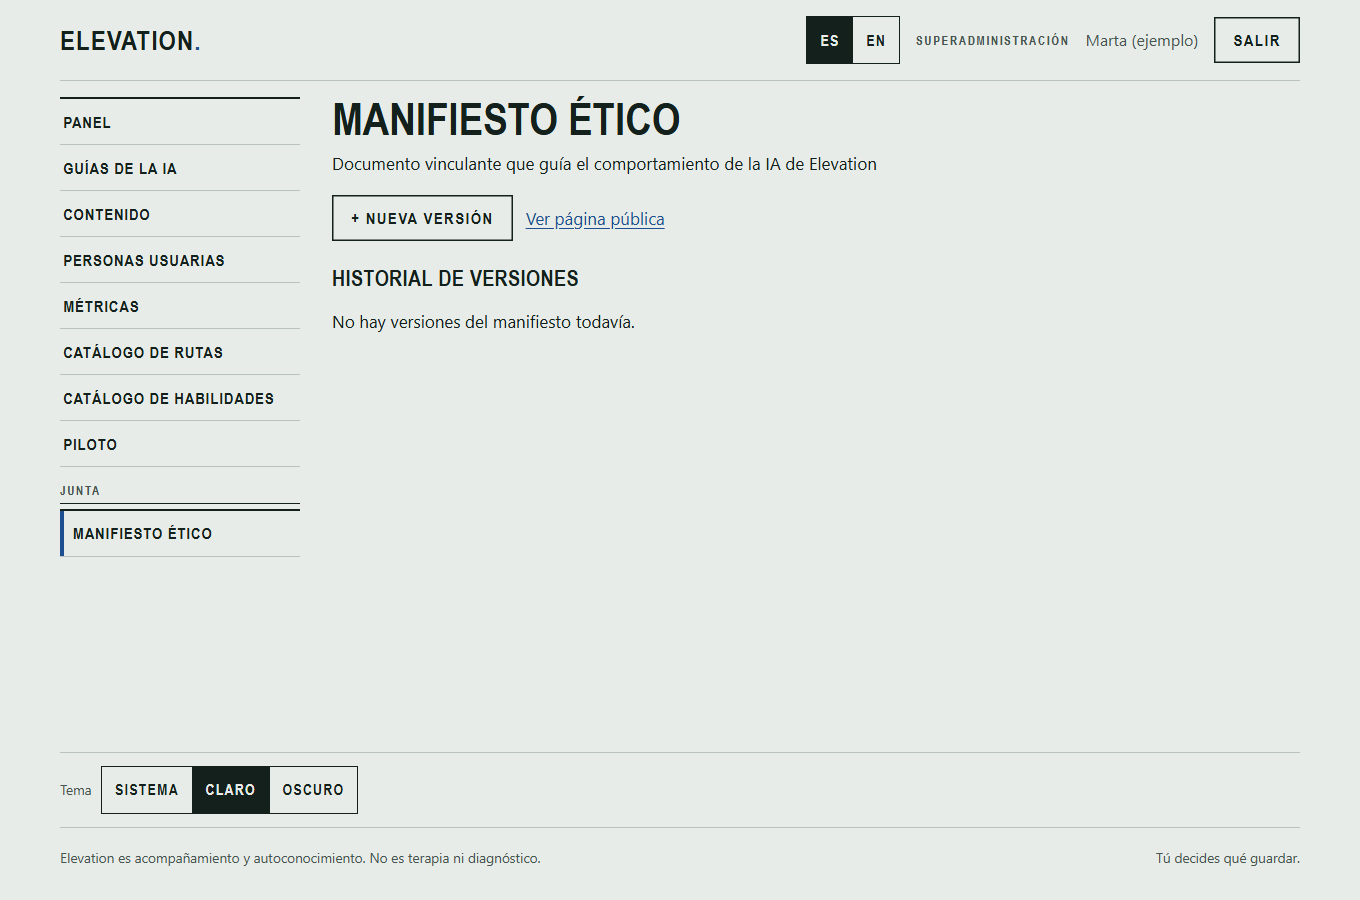 ELEVATION.
ES EN SUPERADMINISTRACIÓN Marta (ejemplo) SALIR
PANEL
GUÍAS DE LA IA
CONTENIDO
PERSONAS USUARIAS
MÉTRICAS
CATÁLOGO DE RUTAS
CATÁLOGO DE HABILIDADES
PILOTO
JUNTA
MANIFIESTO ÉTICO
MANIFIESTO ÉTICO
Documento vinculante que guía el comportamiento de la IA de Elevation
+ NUEVA VERSIÓN Ver página pública
HISTORIAL DE VERSIONES
No hay versiones del manifiesto todavía.
Tema SISTEMA CLARO OSCURO
Elevation es acompañamiento y autoconocimiento. No es terapia ni diagnóstico.
Tú decides qué guardar.